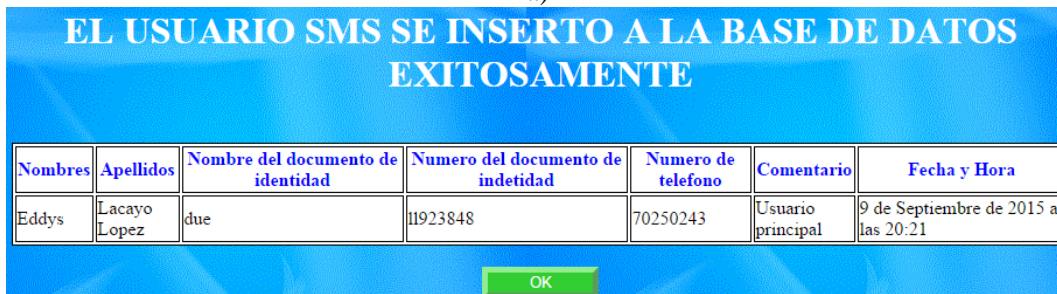 EL USUARIO SMS SE INSERTO A LA BASE DE DATOS
EXITOSAMENTE
Nombres Apellidos Nombre del documento de identidad Numero del documento de indetidad Numero de telefono Comentario Fecha y Hora
Eddys Lacayo Lopez due 11923848 70250243 Usuario principal 9 de Septiembre de 2015 a las 20:21
OK